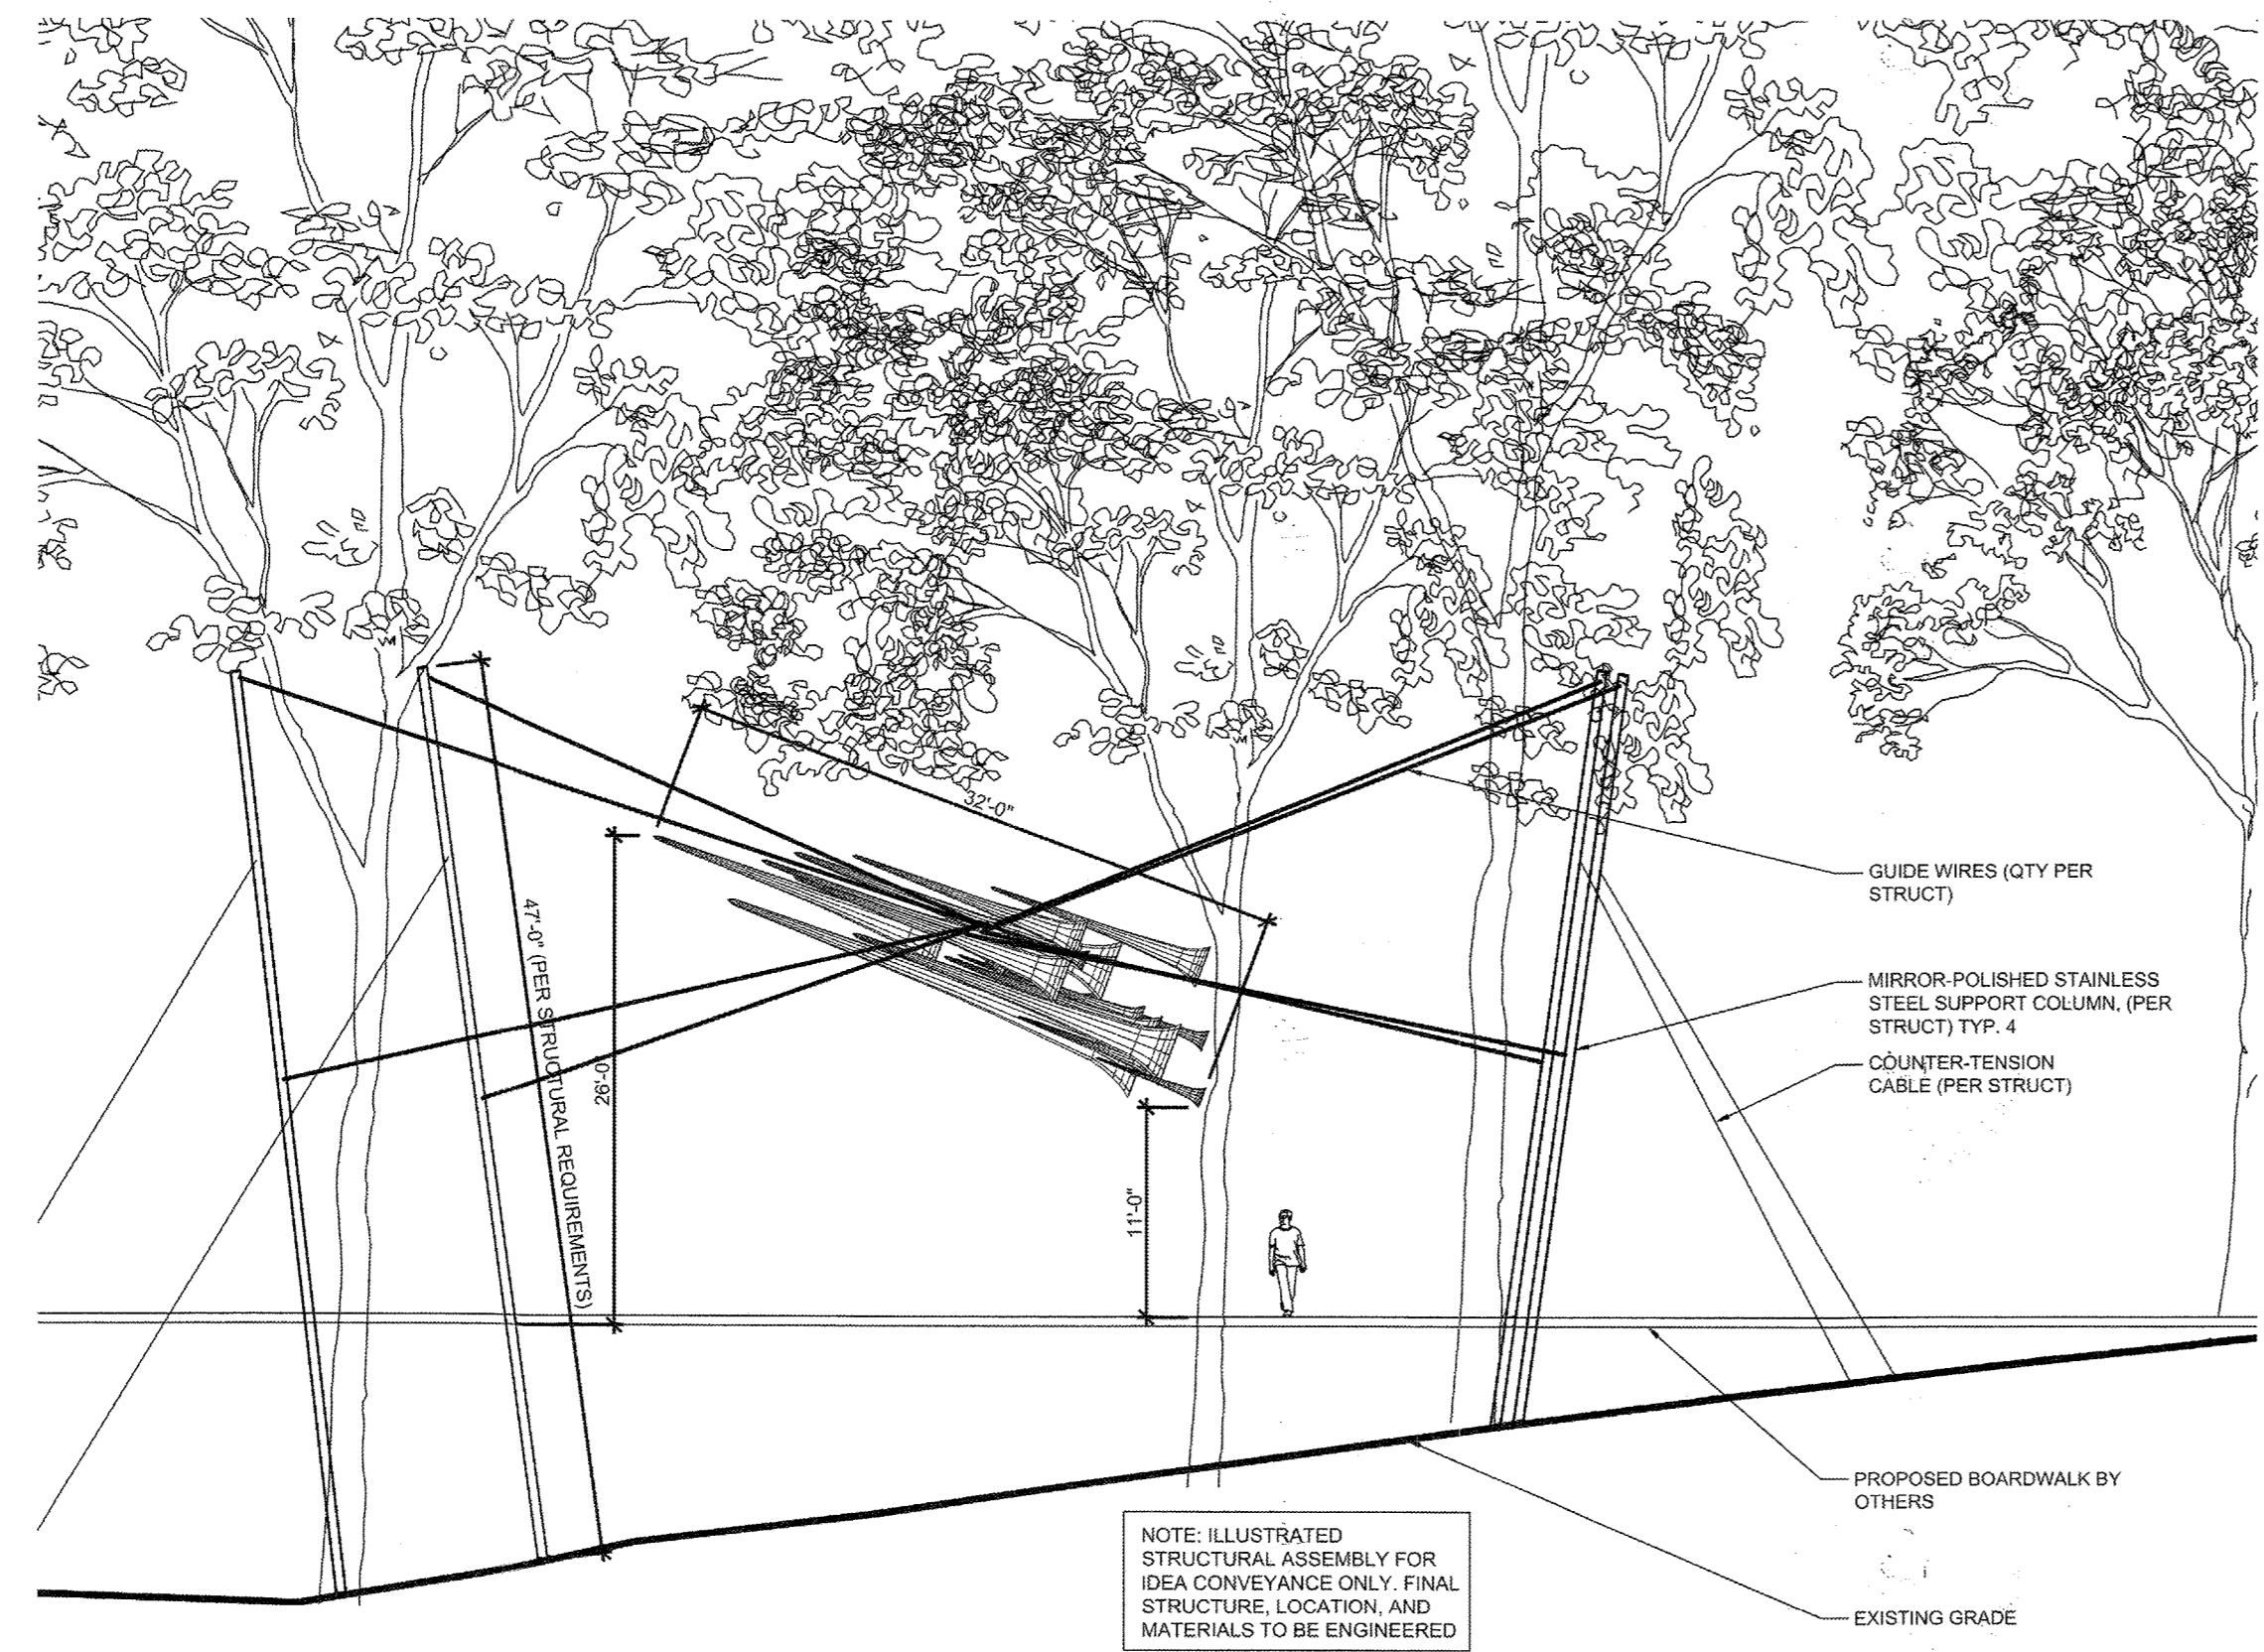 32'-0"
47'-0" (PER STRUCTURAL REQUIREMENTS)
26'-0"
11'-0"
GUIDE WIRES (QTY PER
STRUCT)
MIRROR-POLISHED STAINLESS
STEEL SUPPORT COLUMN, (PER
STRUCT) TYP. 4
COUNTER-TENSION
CABLE (PER STRUCT)
PROPOSED BOARDWALK BY
OTHERS
EXISTING GRADE
NOTE: ILLUSTRATED
STRUCTURAL ASSEMBLY FOR
IDEA CONVEYANCE ONLY. FINAL
STRUCTURE, LOCATION, AND
MATERIALS TO BE ENGINEERED